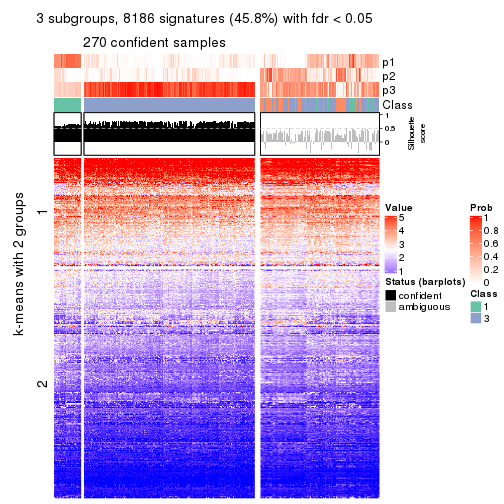 3 subgroups, 8186 signatures (45.8%) with fdr < 0.05
270 confident samples
p1
p2
p3
Class
1
0.5
0
Silhouette
score
k-means with 2 groups
1
2
Value
5
4
3
2
1
Prob
1
0.8
0.6
0.4
0.2
0
Status (barplots)
confident
ambiguous
Class
1
3